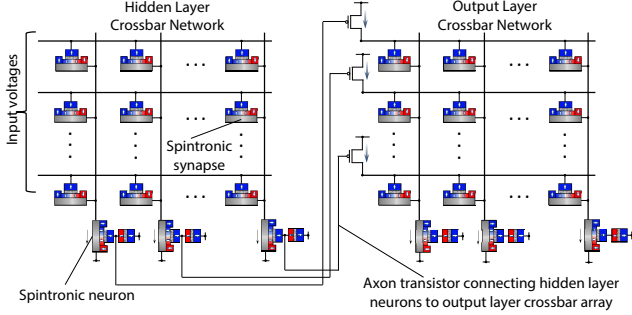 Hidden Layer
Crossbar Network
Output Layer
Crossbar Network
Input voltages
Spintronic
synapse
Spintronic neuron
Axon transistor connecting hidden layer
neurons to output layer crossbar array